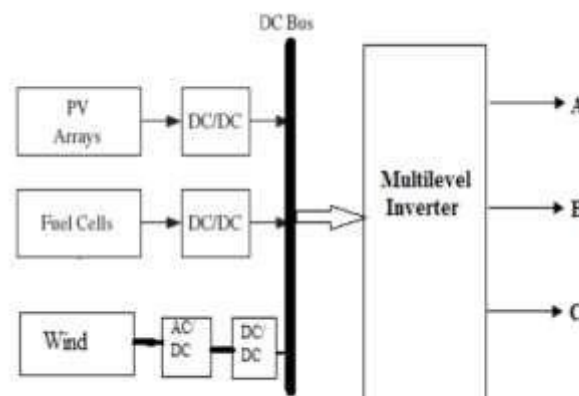 DC Bus
PV
Arrays
DC/DC
Fuel Cells
DC/DC
Wind
AC/
DC
DC/
DC
Multilevel
Inverter
A
B
C